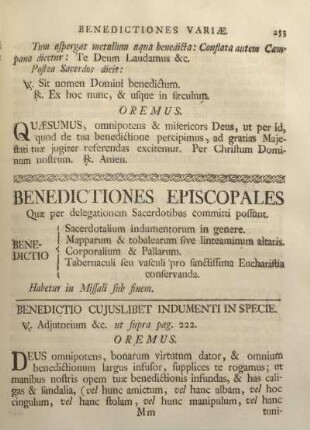 BENEDICTIONES VARIÆ. 253
Tum aspergat metallum aqua benedicta: Conflata autem Cam-
pana dicetur: Te Deum Laudamus &c.
Postea Sacerdos dicit:
℣. Sit nomen Domini benedictum.
℟. Ex hoc nunc, & usque in sæculum.
OREMUS.
QUÆSUMUS, omnipotens & misericors Deus, ut per id,
quod de tua benedictione percipimus, ad gratias Maje-
stati tuæ jugiter referendas excitemur. Per Christum Domi-
num nostrum. ℟. Amen.
BENEDICTIONES EPISCOPALES
Quæ per delegationem Sacerdotibus committi possunt.
BENE-
DICTIO
Sacerdotalium indumentorum in genere.
Mapparum & tobalearum sive linteaminum altaris.
Corporalium & Pallarum.
Tabernaculi seu vasculi pro sanctissima Eucharistia
conservanda.
Habetur in Missali sub finem.
BENEDICTIO CUJUSLIBET INDUMENTI IN SPECIE.
℣. Adjutorium &c. ut supra pag. 222.
OREMUS.
DEUS omnipotens, bonarum virtutum dator, & omnium
benedictionum largus infusor, supplices te rogamus; ut
manibus nostris opem tuæ benedictionis infundas, & has cali-
gas & sandalia, (vel hunc amictum, vel hanc albam, vel hoc
cingulum, vel hanc stolam, vel hunc manipulum, vel hanc
Mm tuni-